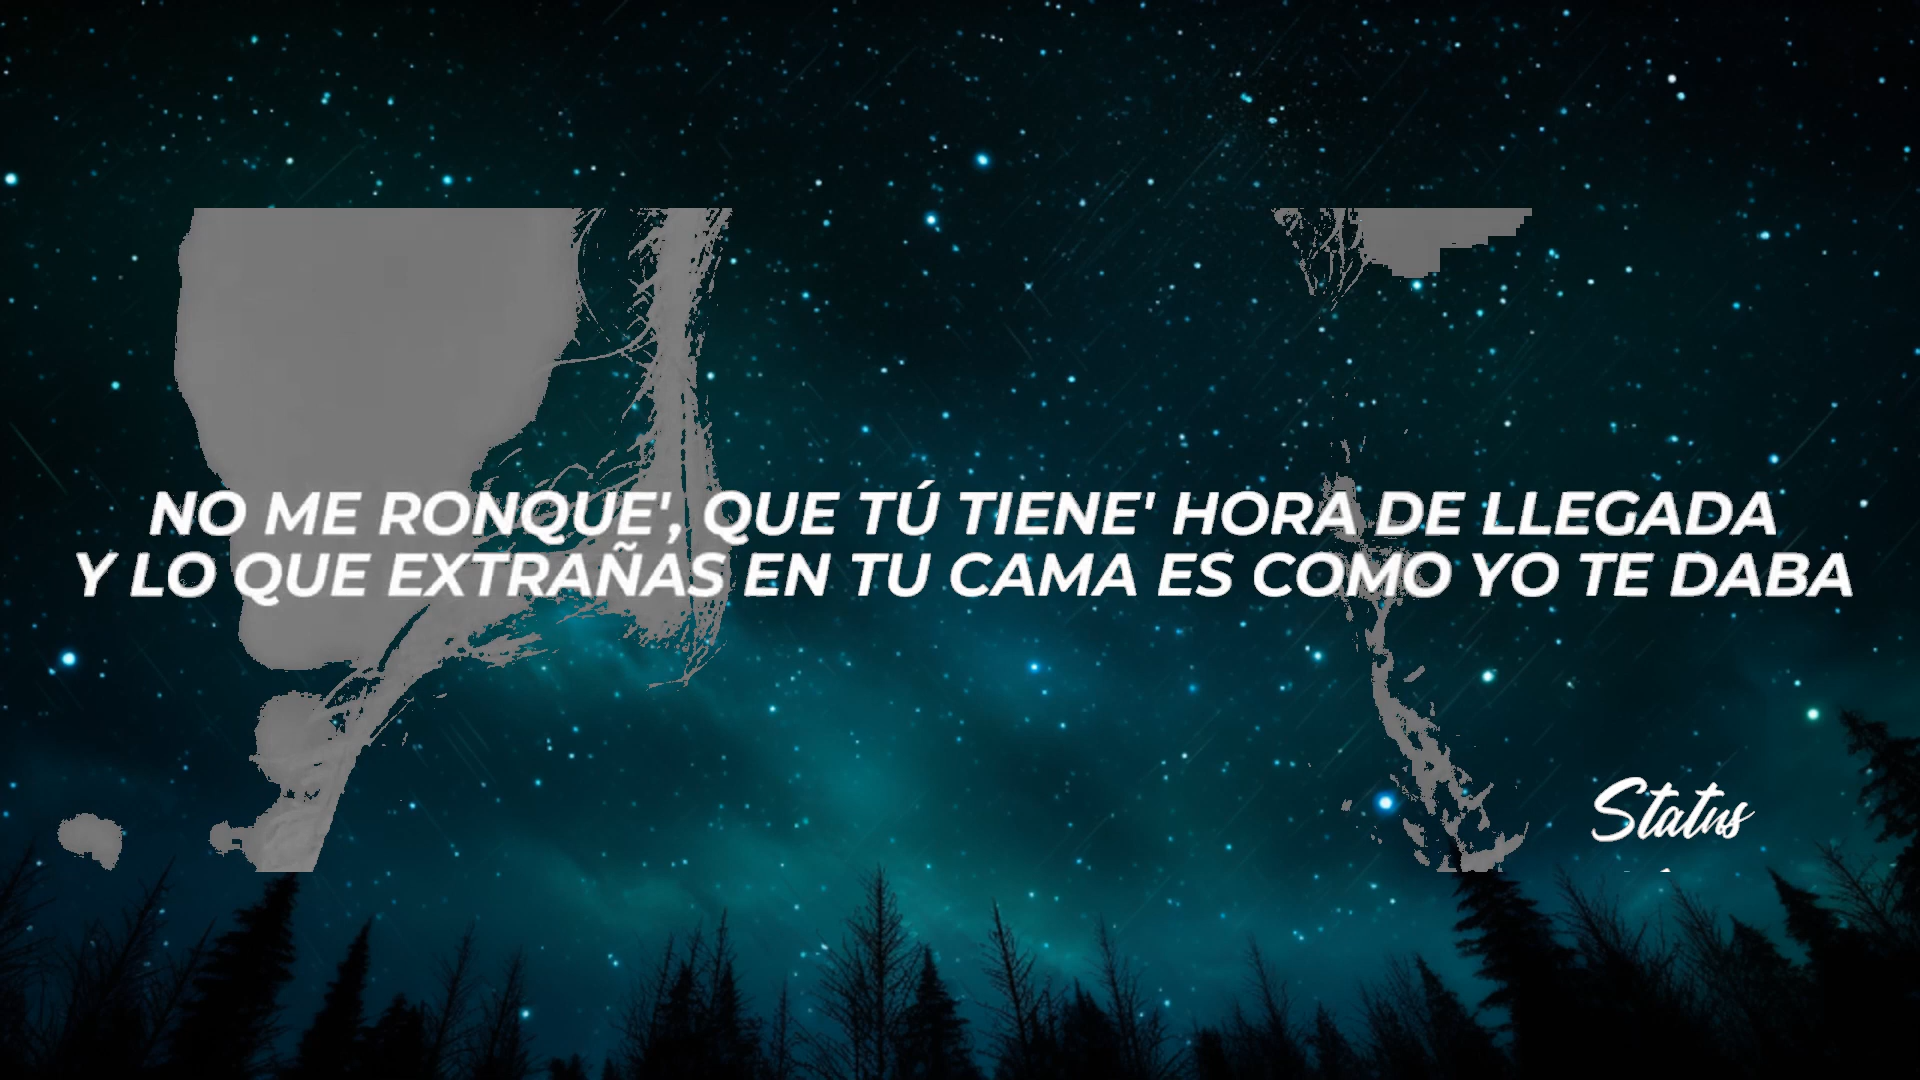 NO ME RONQUE', QUE TÚ TIENE' HORA DE LLEGADA
Y LO QUE EXTRAÑAS EN TU CAMA ES COMO YO TE DABA
Status